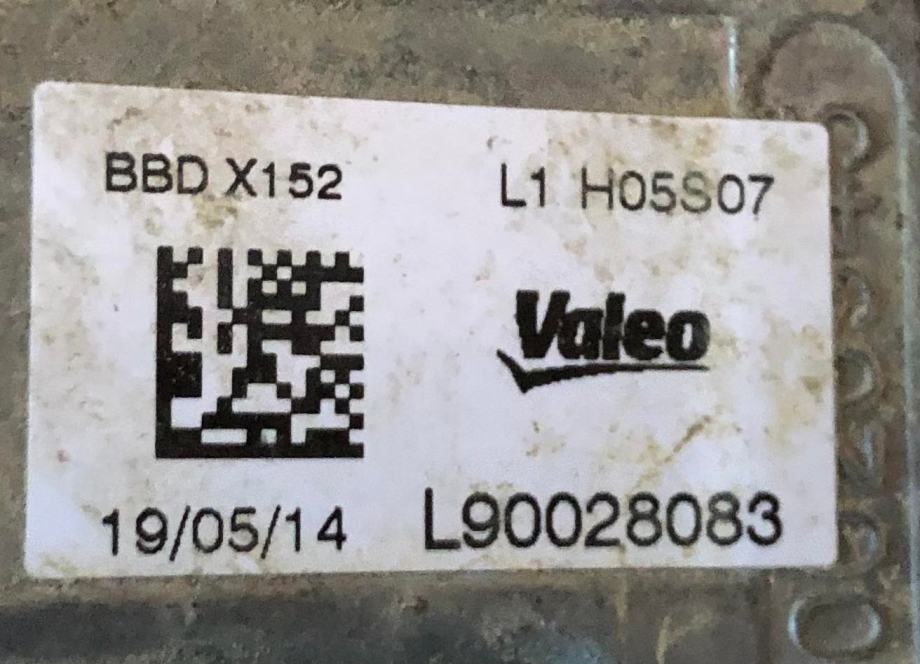 BBD X152
L1 H05S07
Valeo
19/05/14
L90028083